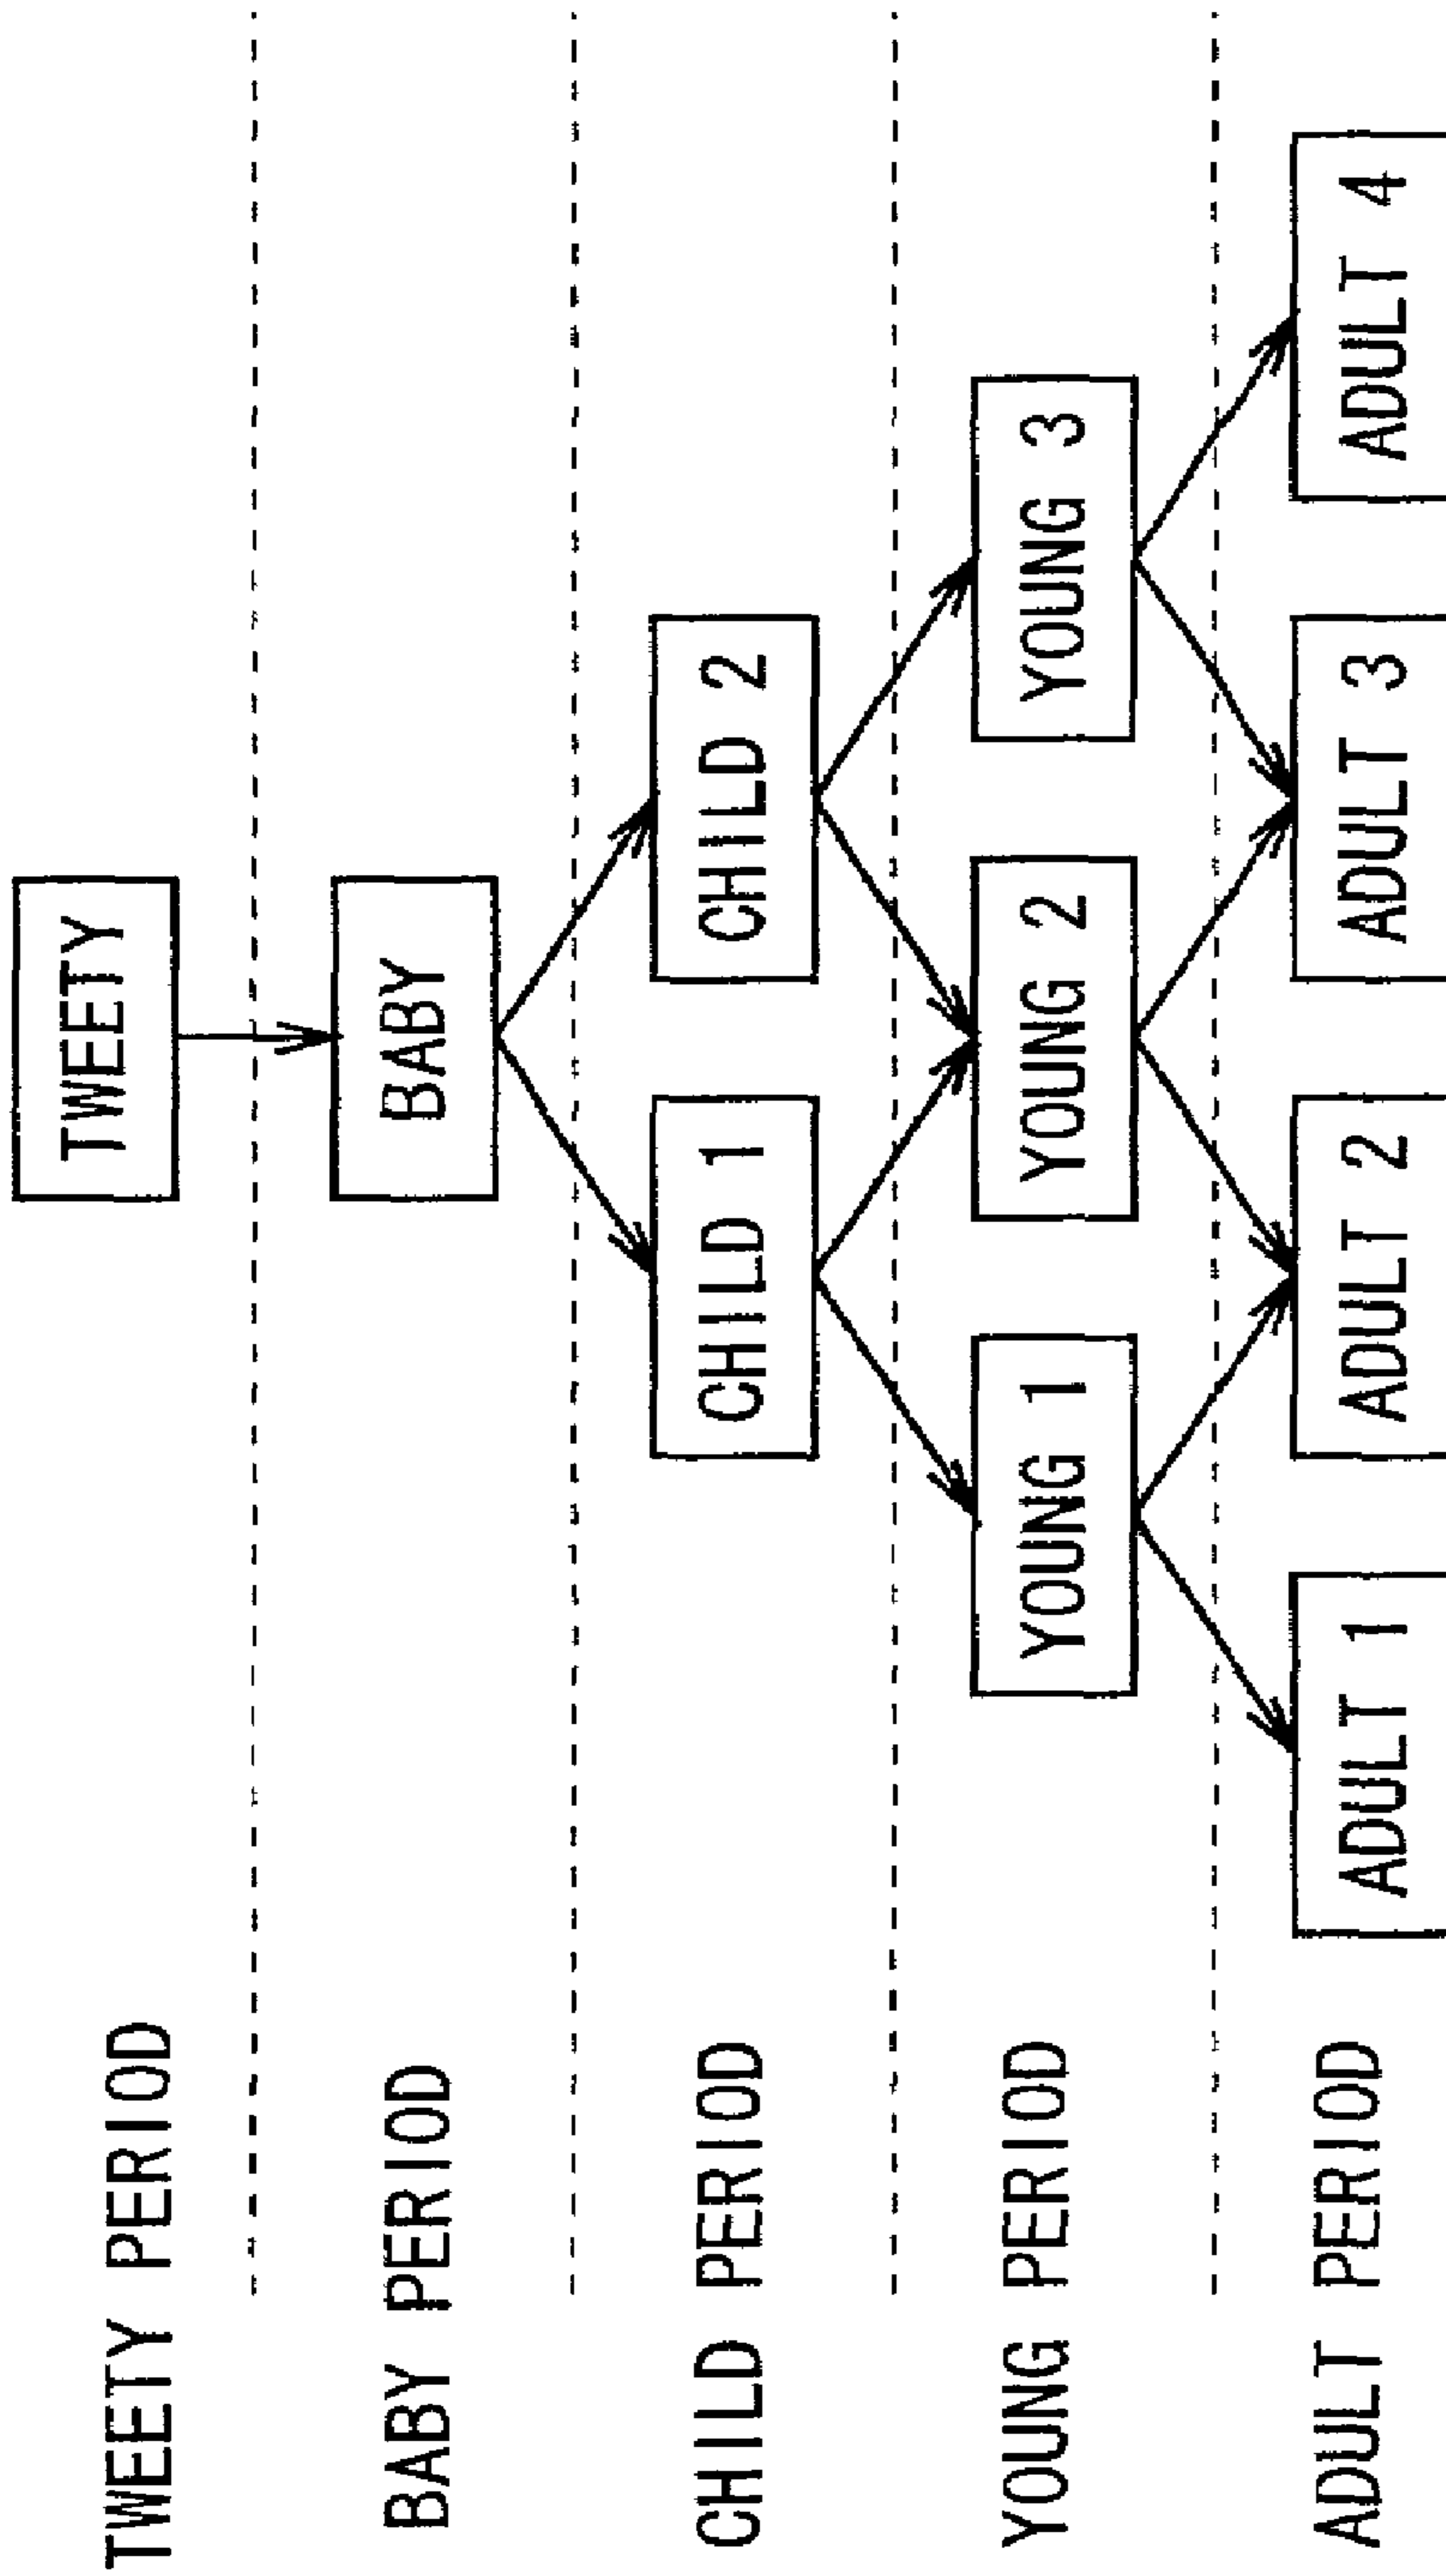 TWEETY PERIOD
TWEETY
BABY PERIOD
BABY
CHILD PERIOD
CHILD 1
CHILD 2
YOUNG PERIOD
YOUNG 1
YOUNG 2
YOUNG 3
ADULT PERIOD
ADULT 1
ADULT 2
ADULT 3
ADULT 4